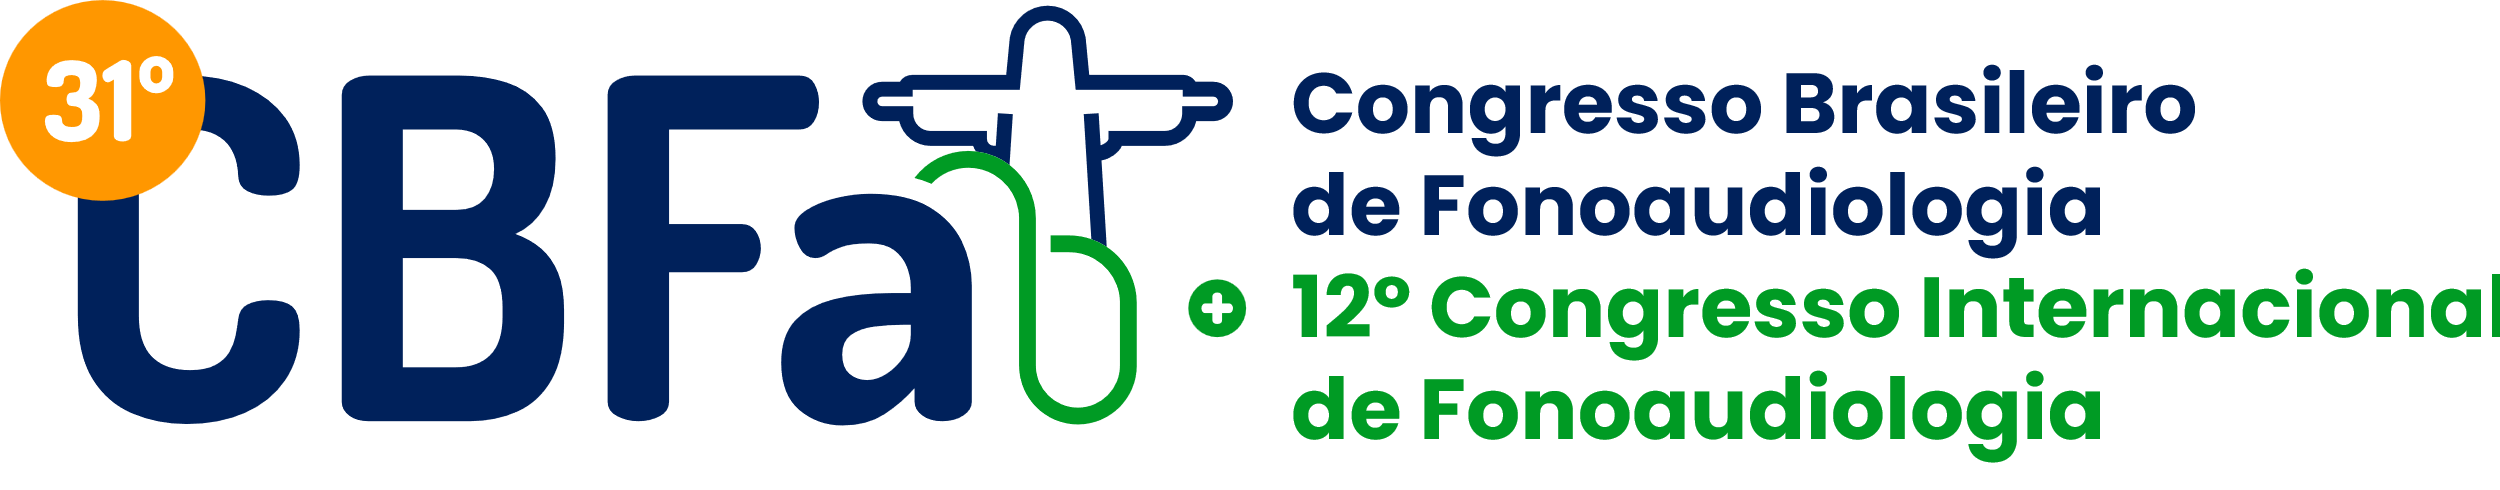 31º
CBFa
Congresso Brasileiro
de Fonoaudiologia
+
12º Congresso Internacional
de Fonoaudiologia